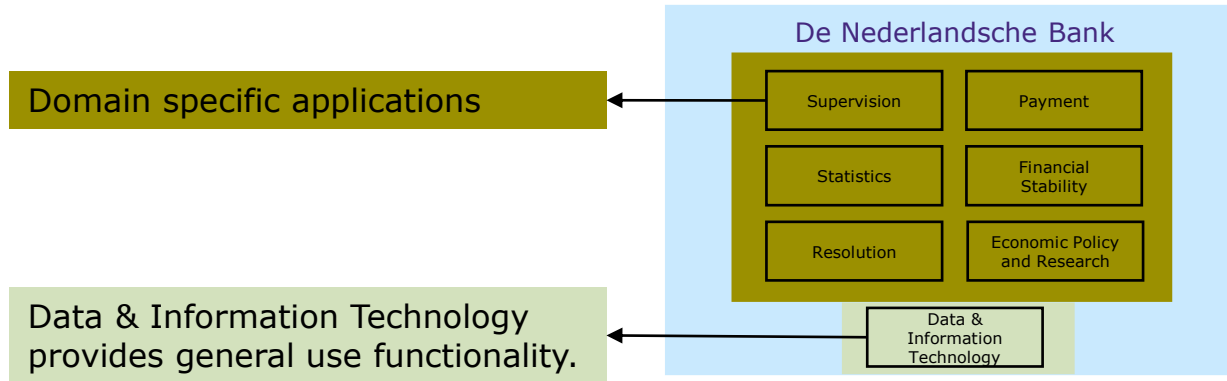 De Nederlandsche Bank
Domain specific applications
Supervision
Payment
Statistics
Financial
Stability
Resolution
Economic Policy
and Research
Data & Information Technology
provides general use functionality.
Data &
Information
Technology